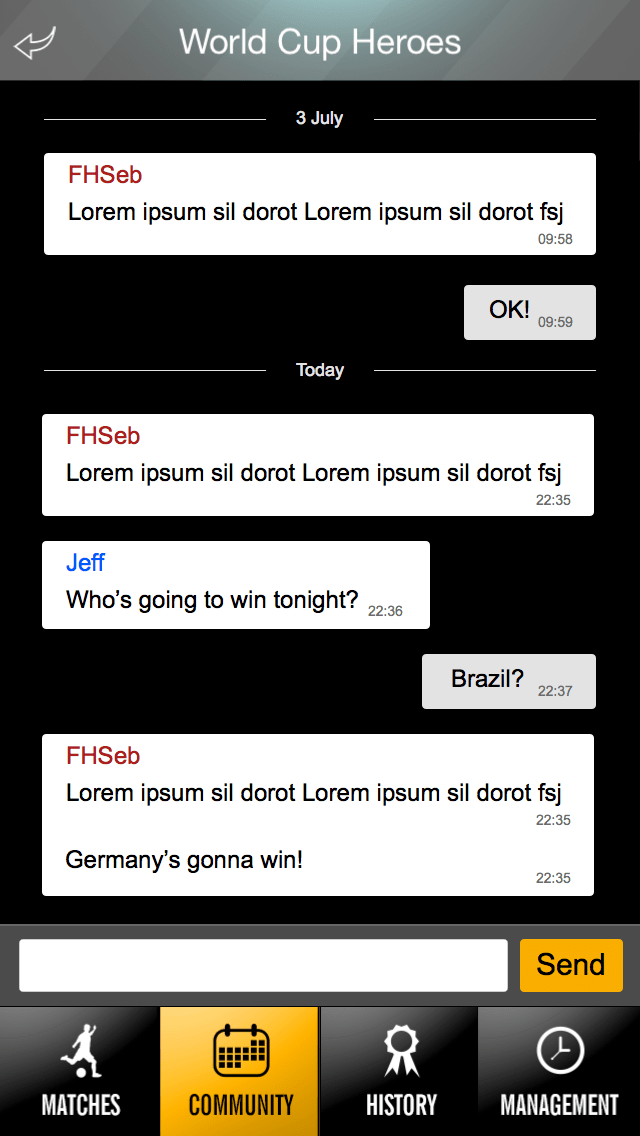 World Cup Heroes
3 July
FHSeb
Lorem ipsum sil dorot Lorem ipsum sil dorot fsj
09:58
OK! 09:59
Today
FHSeb
Lorem ipsum sil dorot Lorem ipsum sil dorot fsj
22:35
Jeff
Who’s going to win tonight? 22:36
Brazil? 22:37
FHSeb
Lorem ipsum sil dorot Lorem ipsum sil dorot fsj
22:35
Germany’s gonna win!
22:35
Send
MATCHES COMMUNITY HISTORY MANAGEMENT